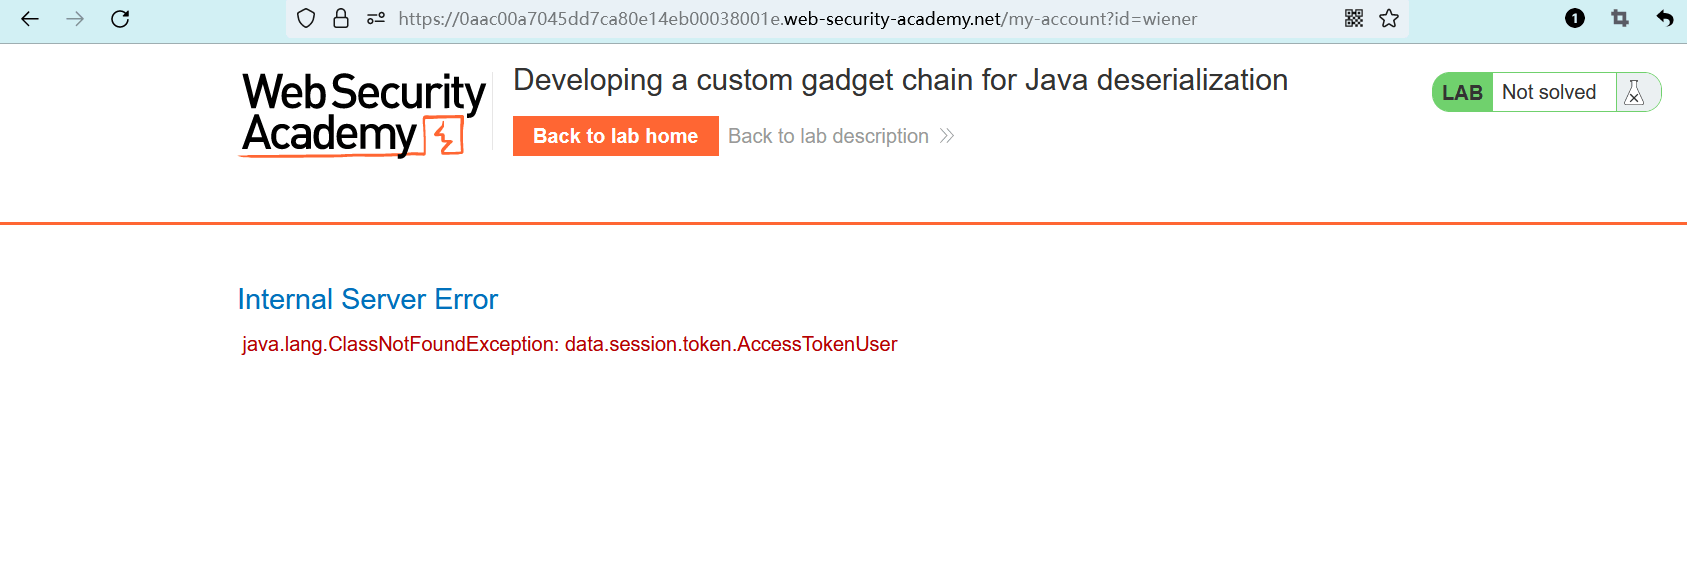 https://0aac00a7045dd7ca80e14eb00038001e.web-security-academy.net/my-account?id=wiener
1
Web Security
Academy
Developing a custom gadget chain for Java deserialization
Back to lab home
Back to lab description
LAB
Not solved
Internal Server Error
java.lang.ClassNotFoundException: data.session.token.AccessTokenUser